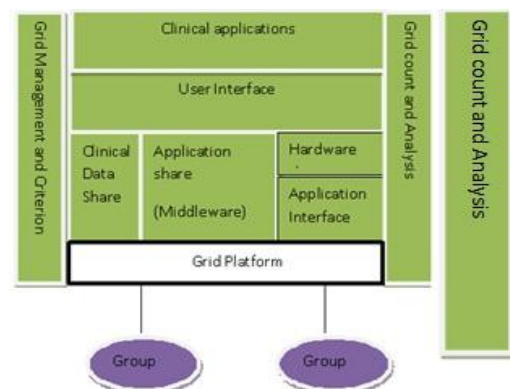 Grid Management and Criterion
Clinical applications
User Interface
Clinical
Data
Share
Application
share
(Middleware)
Hardware
.
Application
Interface
Grid Platform
Grid count and Analysis
Grid count and Analysis
Group
Group